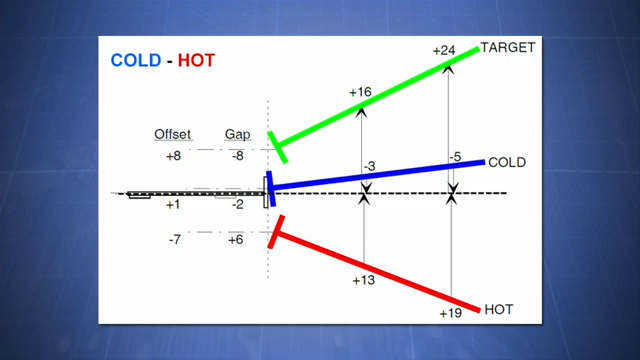 COLD - HOT
+24 TARGET
+16
Offset Gap
+8 -8
-3 -5 COLD
+1 -2
-7 +6
+13
+19 HOT